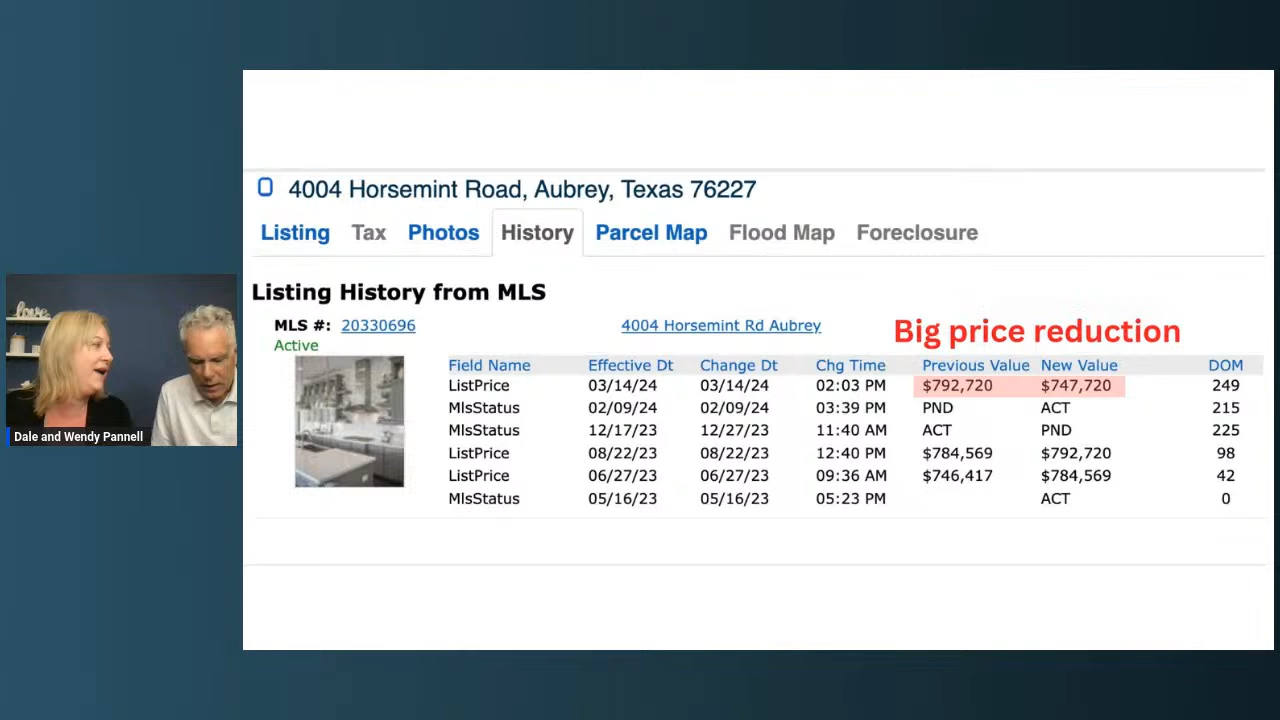 4004 Horsemint Road, Aubrey, Texas 76227
Listing Tax Photos History Parcel Map Flood Map Foreclosure
Listing History from MLS
MLS #: 20330696 4004 Horsemint Rd Aubrey
Big price reduction
Active
Field Name Effective Dt Change Dt Chg Time Previous Value New Value DOM
ListPrice 03/14/24 03/14/24 02:03 PM $792,720 $747,720 249
MlsStatus 02/09/24 02/09/24 03:39 PM PND ACT 215
MlsStatus 12/17/23 12/27/23 11:40 AM ACT PND 225
ListPrice 08/22/23 08/22/23 12:40 PM $784,569 $792,720 98
ListPrice 06/27/23 06/27/23 09:36 AM $746,417 $784,569 42
MlsStatus 05/16/23 05/16/23 05:23 PM ACT 0
love
Dale and Wendy Pannell